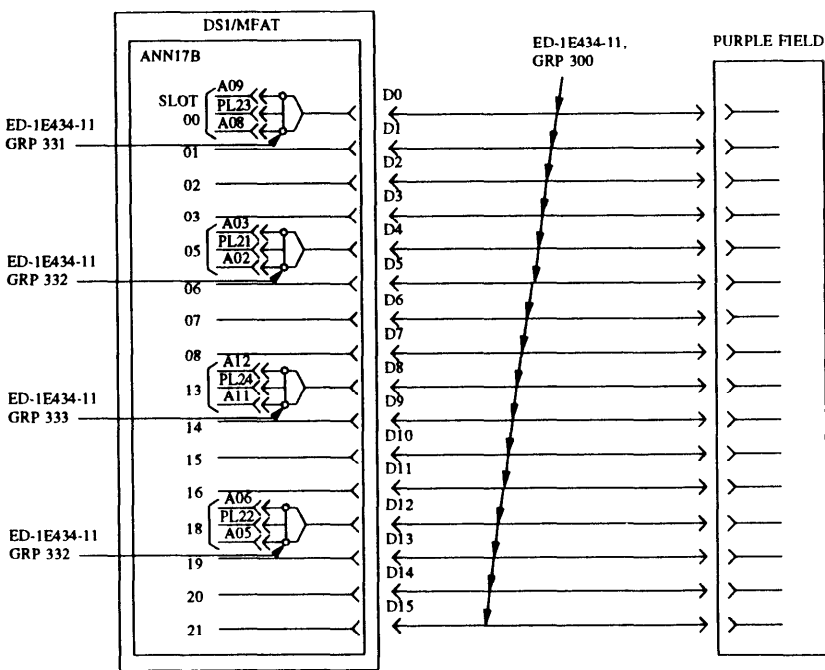 DS1/MFAT
ANN17B
ED-1E434-11,
GRP 300
PURPLE FIELD
SLOT
00
A09
PL23
A08
D0
ED-1E434-11
GRP 331
01
D1
02
D2
03
D3
05
A03
PL21
A02
D4
ED-1E434-11
GRP 332
06
D5
07
D6
08
D7
13
A12
PL24
A11
D8
ED-1E434-11
GRP 333
14
D9
15
D10
16
D11
18
A06
PL22
A05
D12
ED-1E434-11
GRP 332
19
D13
20
D14
21
D15